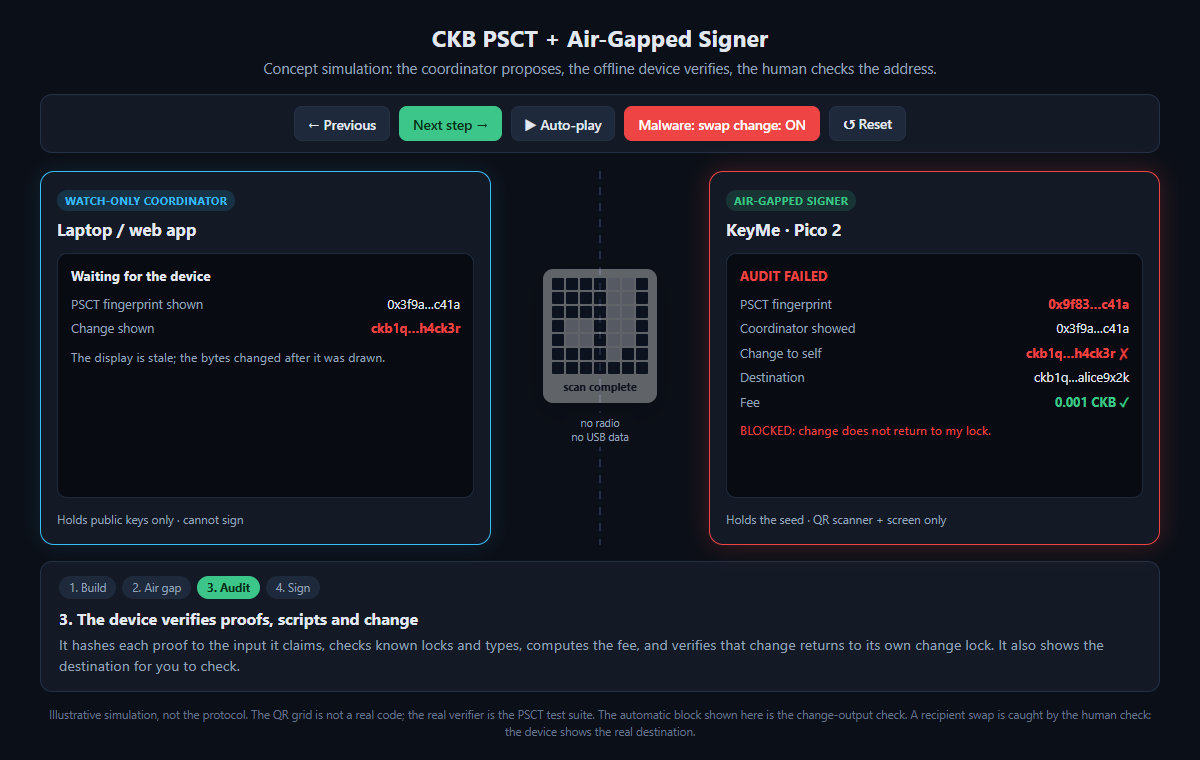 CKB PSCT + Air-Gapped Signer
Concept simulation: the coordinator proposes, the offline device verifies, the human checks the address.
← Previous
Next step →
▶ Auto-play
Malware: swap change: ON
↺ Reset
WATCH-ONLY COORDINATOR
Laptop / web app
Waiting for the device
PSCT fingerprint shown 0x3f9a…c41a
Change shown ckb1q…h4ck3r
The display is stale; the bytes changed after it was drawn.
Holds public keys only · cannot sign
scan complete
no radio
no USB data
AIR-GAPPED SIGNER
KeyMe · Pico 2
AUDIT FAILED
PSCT fingerprint 0x9f83…c41a
Coordinator showed 0x3f9a…c41a
Change to self ckb1q…h4ck3r ✗
Destination ckb1q…alice9x2k
Fee 0.001 CKB ✓
BLOCKED: change does not return to my lock.
Holds the seed · QR scanner + screen only
1. Build
2. Air gap
3. Audit
4. Sign
3. The device verifies proofs, scripts and change
It hashes each proof to the input it claims, checks known locks and types, computes the fee, and verifies that change returns to its own change lock. It also shows the
destination for you to check.
Illustrative simulation, not the protocol. The QR grid is not a real code; the real verifier is the PSCT test suite. The automatic block shown here is the change-output check. A recipient swap is caught by the human check:
the device shows the real destination.